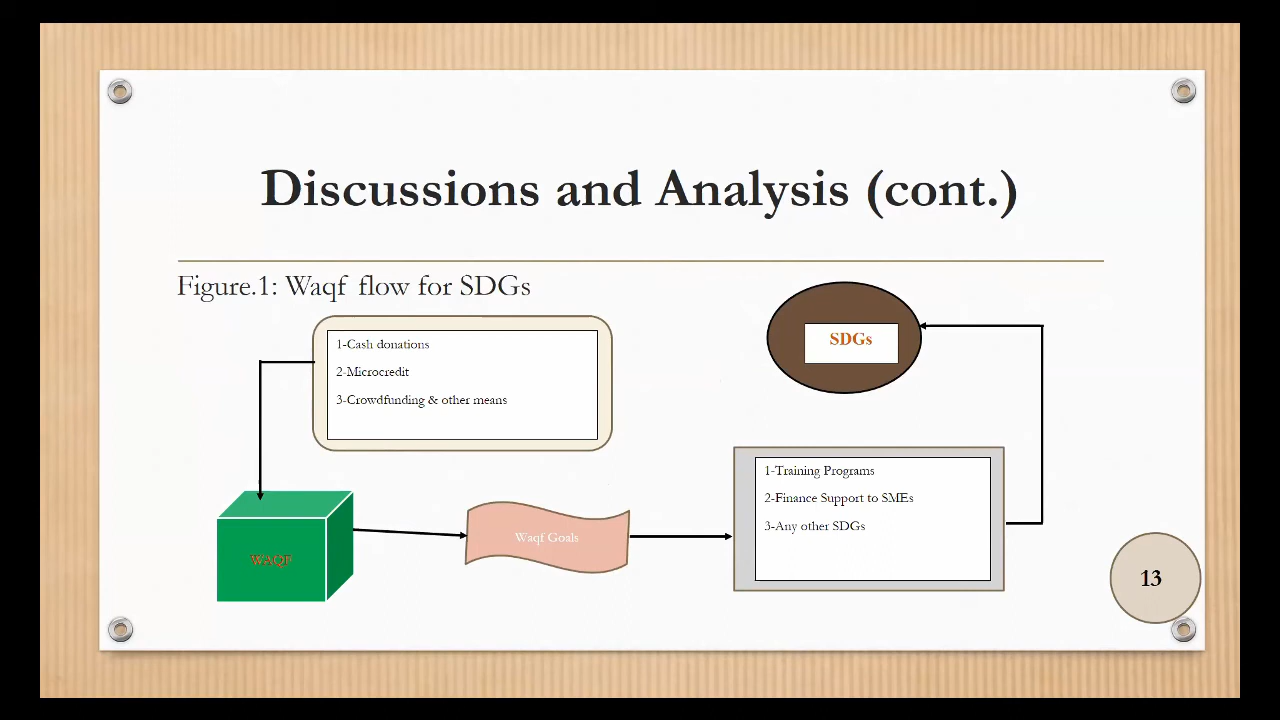 Discussions and Analysis (cont.)
Figure.1: Waqf flow for SDGs
1-Cash donations
2-Microcredit
3-Crowdfunding & other means
SDGs
WAQF
Waqf Goals
1-Training Programs
2-Finance Support to SMEs
3-Any other SDGs
13